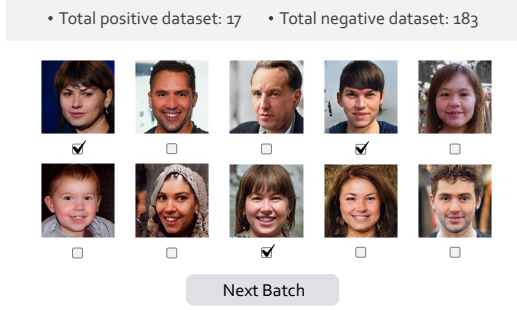 • Total positive dataset: 17 • Total negative dataset: 183
Next Batch